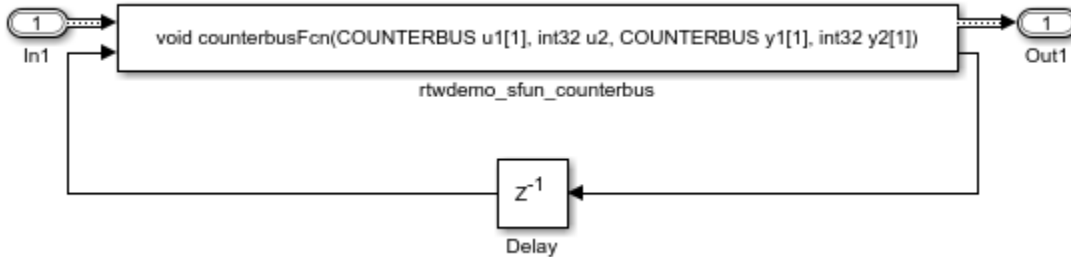 1
In1
void counterbusFcn(COUNTERBUS u1[1], int32 u2, COUNTERBUS y1[1], int32 y2[1])
rtwdemo_sfun_counterbus
1
Out1
Z-1
Delay